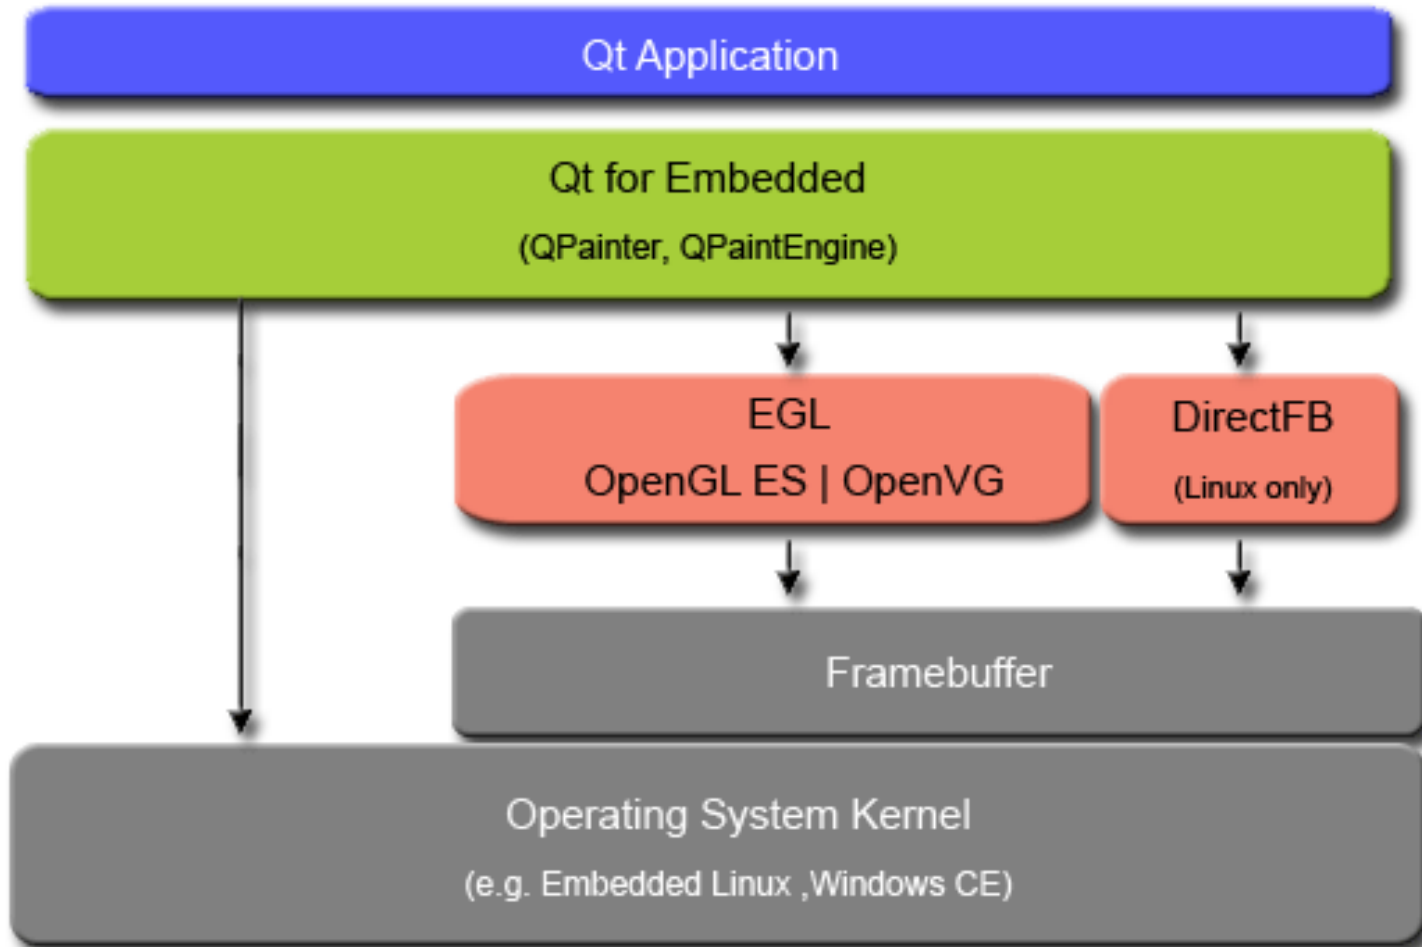 Qt Application
Qt for Embedded
(QPainter, QPaintEngine)
EGL
OpenGL ES | OpenVG
DirectFB
(Linux only)
Framebuffer
Operating System Kernel
(e.g. Embedded Linux ,Windows CE)